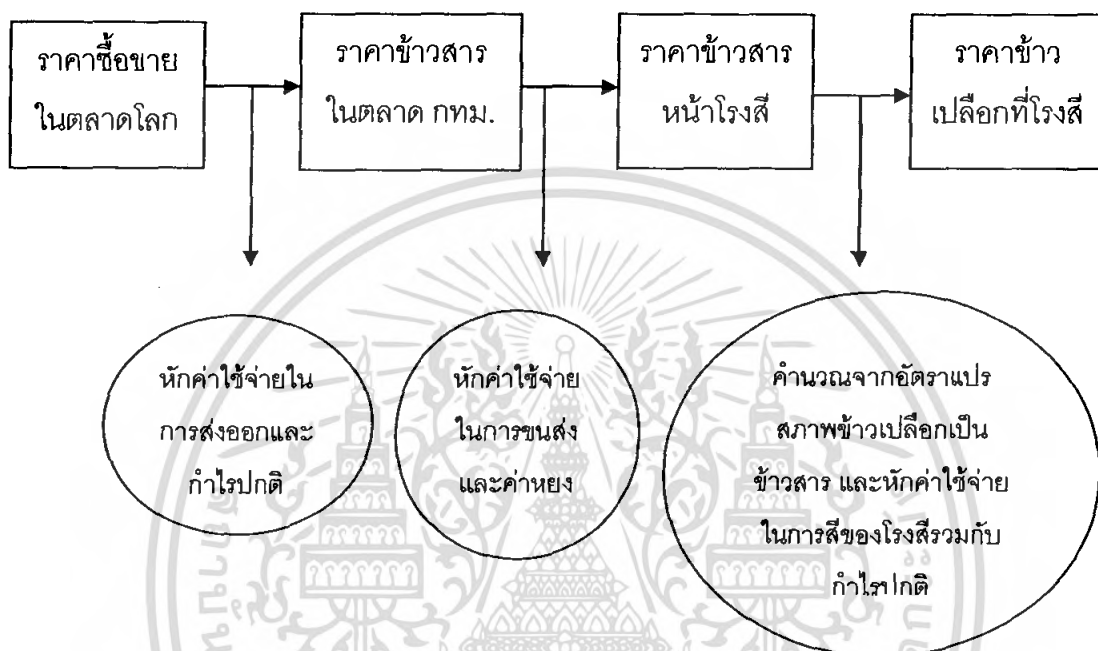 ราคาซื้อขาย
ในตลาดโลก
ราคาข้าวสาร
ในตลาด กทม.
ราคาข้าวสาร
หน้าโรงสี
ราคาข้าว
เปลือกที่โรงสี
หักค่าใช้จ่ายใน
การส่งออกและ
กำไรปกติ
หักค่าใช้จ่าย
ในการขนส่ง
และค่าหยง
คำนวณจากอัตราแปร
สภาพข้าวเปลือกเป็น
ข้าวสาร และหักค่าใช้จ่าย
ในการสีของโรงสีรวมกับ
กำไรปกติ